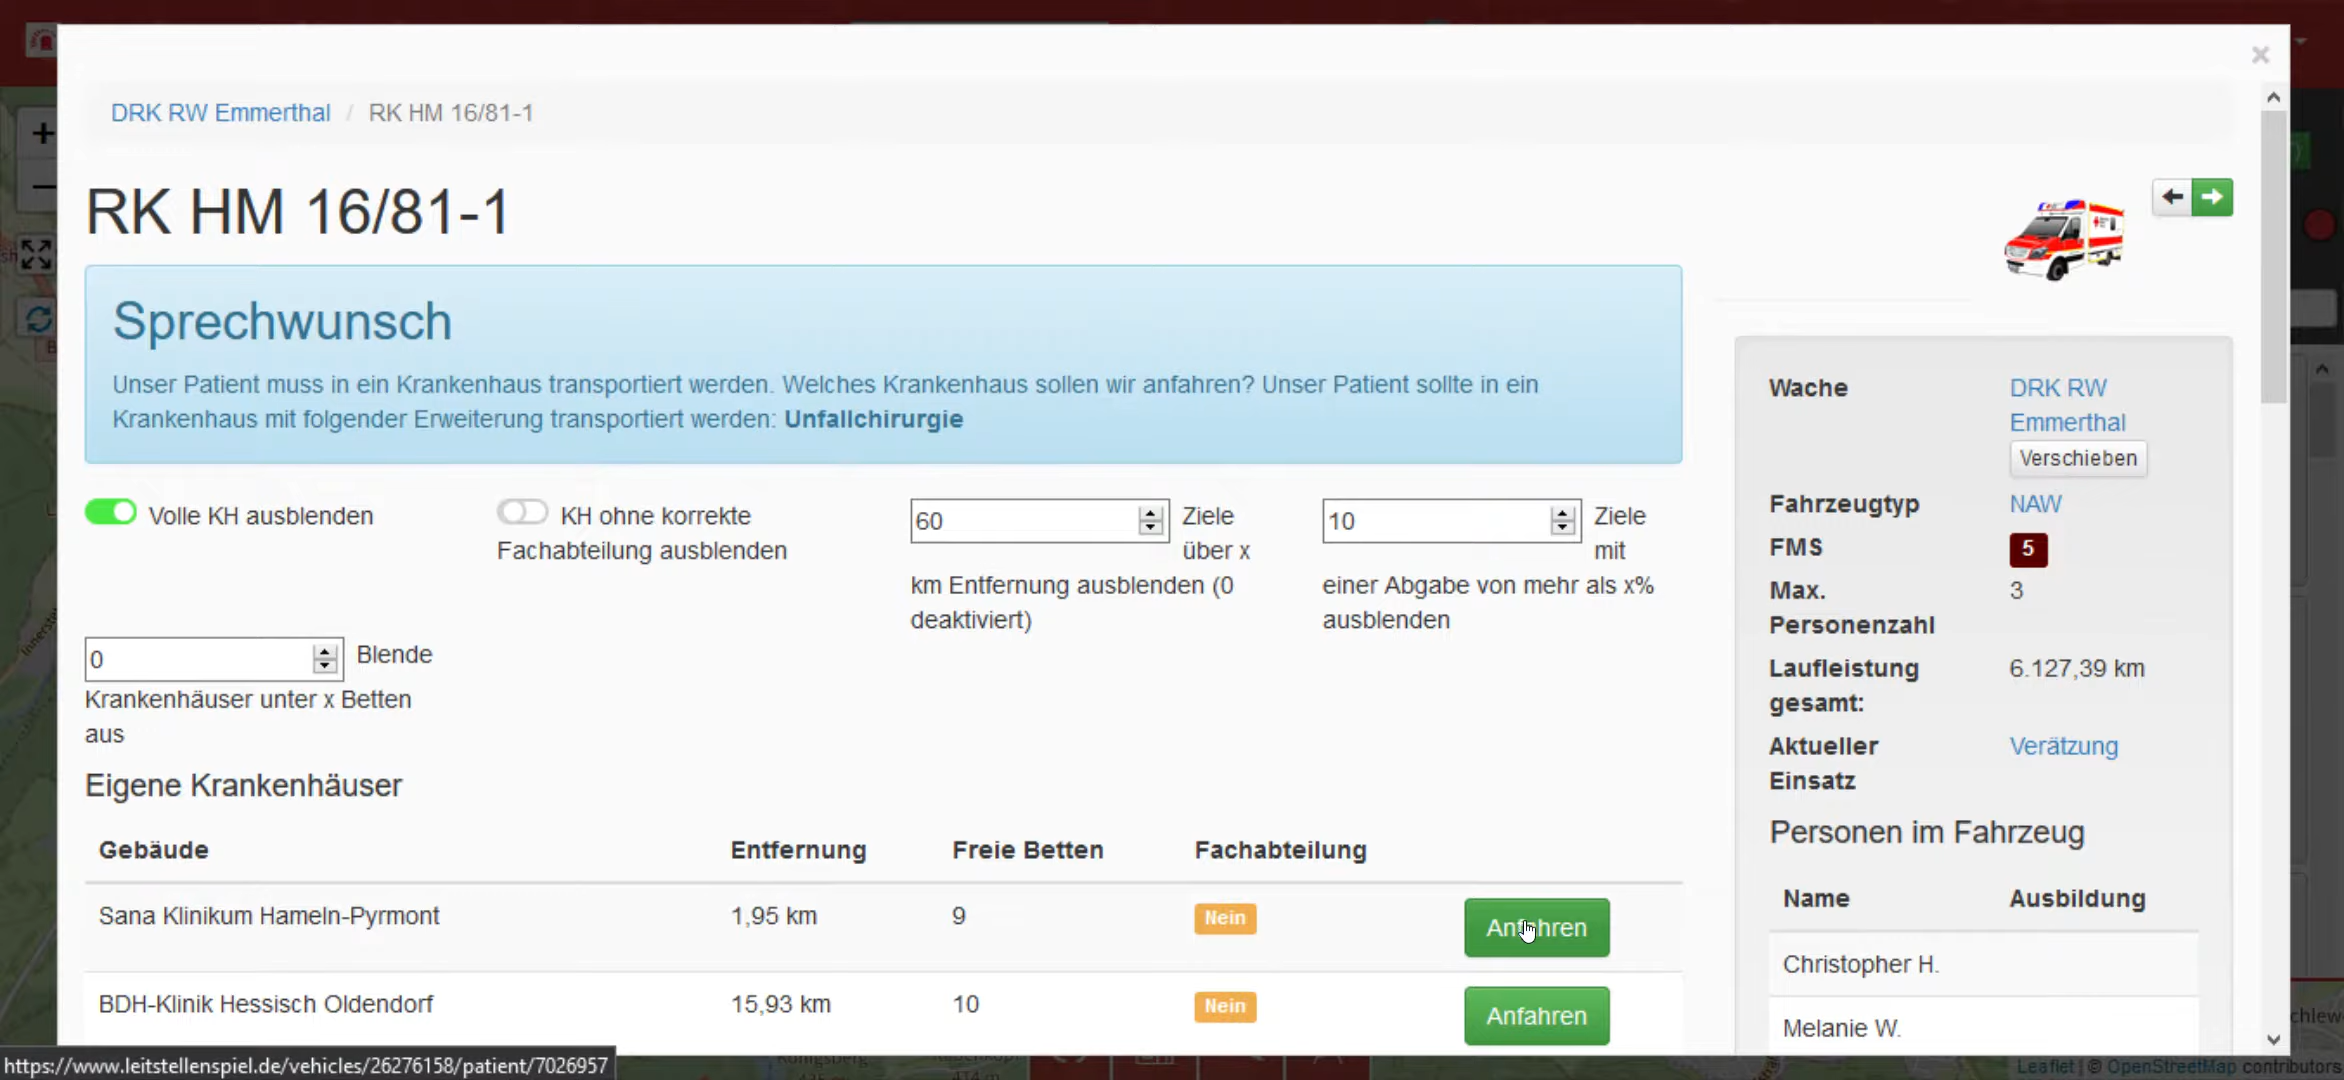 DRK RW Emmerthal / RK HM 16/81-1
RK HM 16/81-1
Sprechwunsch
Unser Patient muss in ein Krankenhaus transportiert werden. Welches Krankenhaus sollen wir anfahren? Unser Patient sollte in ein
Krankenhaus mit folgender Erweiterung transportiert werden: Unfallchirurgie
Volle KH ausblenden
KH ohne korrekte
Fachabteilung ausblenden
60 Ziele
über x
km Entfernung ausblenden (0
deaktiviert)
10 Ziele
mit
einer Abgabe von mehr als x%
ausblenden
0 Blende
Krankenhäuser unter x Betten
aus
Eigene Krankenhäuser
Gebäude Entfernung Freie Betten Fachabteilung
Sana Klinikum Hameln-Pyrmont 1,95 km 9 Nein Anfahren
BDH-Klinik Hessisch Oldendorf 15,93 km 10 Nein Anfahren
Wache DRK RW
Emmerthal
Verschieben
Fahrzeugtyp NAW
FMS 5
Max. 3
Personenzahl
Laufleistung 6.127,39 km
gesamt:
Aktueller Verätzung
Einsatz
Personen im Fahrzeug
Name Ausbildung
Christopher H.
Melanie W.
https://www.leitstellenspiel.de/vehicles/26276158/patient/7026957
Leaflet | © OpenStreetMap contributors